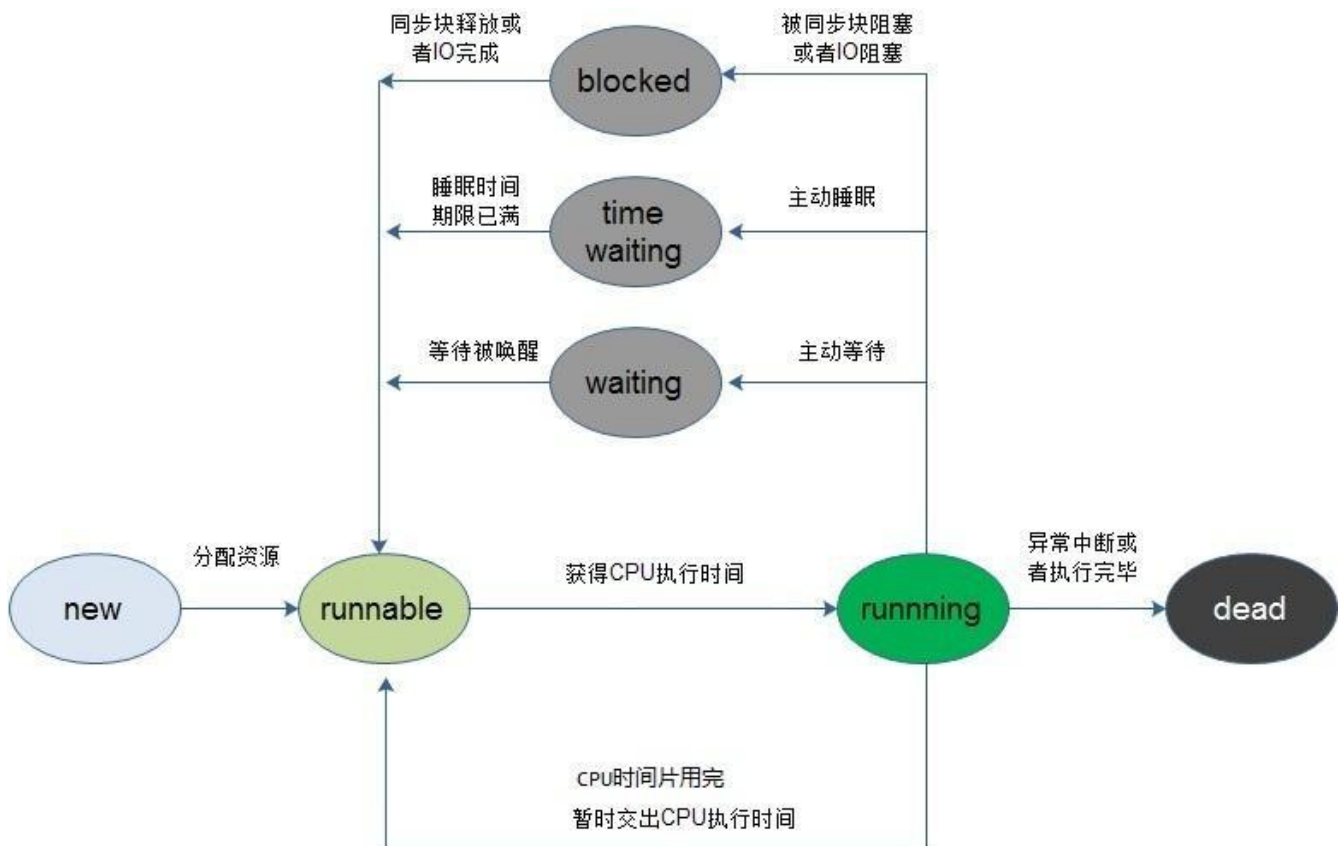 同步块释放或
者IO完成
blocked
被同步块阻塞
或者IO阻塞
睡眠时间
期限已满
time
waiting
主动睡眠
等待被唤醒
waiting
主动等待
new
分配资源
runnable
获得CPU执行时间
runnning
异常中断或
者执行完毕
dead
CPU时间片用完
暂时交出CPU执行时间